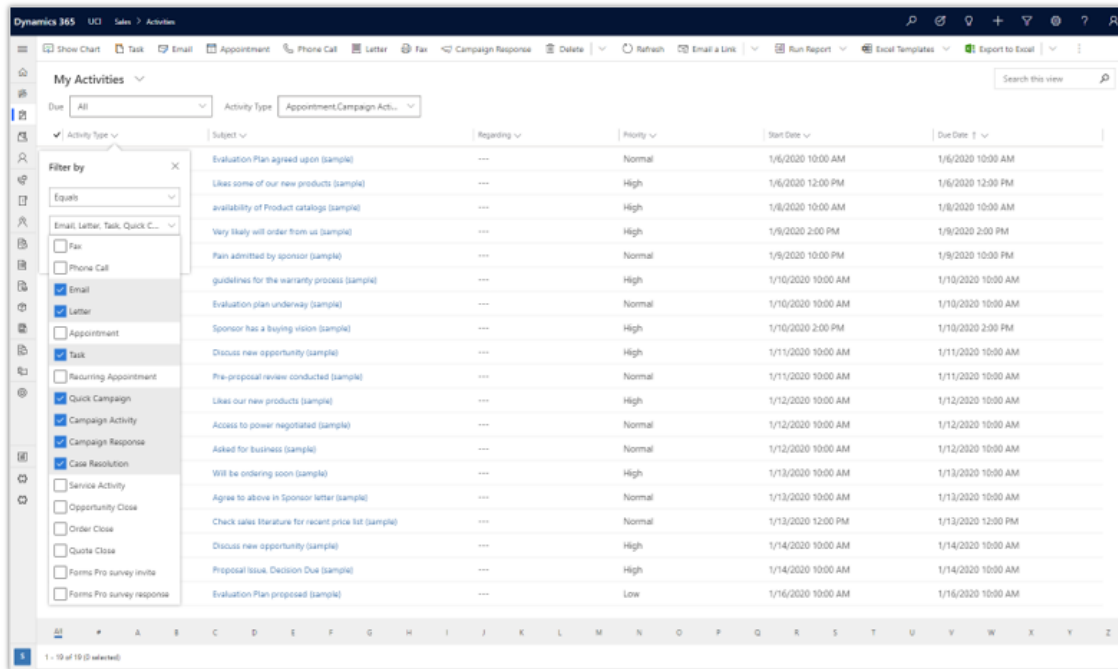 Dynamics 365 UCI Sales > Activities ?
Show Chart Task Email Appointment Phone Call Letter Fax Campaign Response Delete Refresh Email a Link Run Report Excel Templates Export to Excel
My Activities Search this view
Due All Activity Type Appointment,Campaign Acti...
Activity Type Subject Regarding Priority Start Date Due Date ↑
Filter by
Equals
Email, Letter, Task, Quick C...
Fax
Phone Call
Email
Letter
Appointment
Task
Recurring Appointment
Quick Campaign
Campaign Activity
Campaign Response
Case Resolution
Service Activity
Opportunity Close
Order Close
Quote Close
Forms Pro survey invite
Forms Pro survey response
Evaluation Plan agreed upon (sample) --- Normal 1/6/2020 10:00 AM 1/6/2020 10:00 AM
Likes some of our new products (sample) --- High 1/6/2020 12:00 PM 1/6/2020 12:00 PM
availability of Product catalogs (sample) --- High 1/8/2020 10:00 AM 1/8/2020 10:00 AM
Very likely will order from us (sample) --- High 1/9/2020 2:00 PM 1/9/2020 2:00 PM
Pain admitted by sponsor (sample) --- Normal 1/9/2020 10:00 PM 1/9/2020 10:00 PM
guidelines for the warranty process (sample) --- High 1/10/2020 10:00 AM 1/10/2020 10:00 AM
Evaluation plan underway (sample) --- Normal 1/10/2020 10:00 AM 1/10/2020 10:00 AM
Sponsor has a buying vision (sample) --- High 1/10/2020 2:00 PM 1/10/2020 2:00 PM
Discuss new opportunity (sample) --- High 1/11/2020 10:00 AM 1/11/2020 10:00 AM
Pre-proposal review conducted (sample) --- Normal 1/11/2020 10:00 AM 1/11/2020 10:00 AM
Likes our new products (sample) --- High 1/12/2020 10:00 AM 1/12/2020 10:00 AM
Access to power negotiated (sample) --- Normal 1/12/2020 10:00 AM 1/12/2020 10:00 AM
Asked for business (sample) --- Normal 1/12/2020 10:00 AM 1/12/2020 10:00 AM
Will be ordering soon (sample) --- High 1/13/2020 10:00 AM 1/13/2020 10:00 AM
Agree to above in Sponsor letter (sample) --- Normal 1/13/2020 10:00 AM 1/13/2020 10:00 AM
Check sales literature for recent price list (sample) --- Normal 1/13/2020 12:00 PM 1/13/2020 12:00 PM
Discuss new opportunity (sample) --- High 1/14/2020 10:00 AM 1/14/2020 10:00 AM
Proposal Issue, Decision Due (sample) --- High 1/14/2020 10:00 AM 1/14/2020 10:00 AM
Evaluation Plan proposed (sample) --- Low 1/16/2020 10:00 AM 1/16/2020 10:00 AM
All # A B C D E F G H I J K L M N O P Q R S T U V W X Y Z
S 1 - 19 of 19 (0 selected)